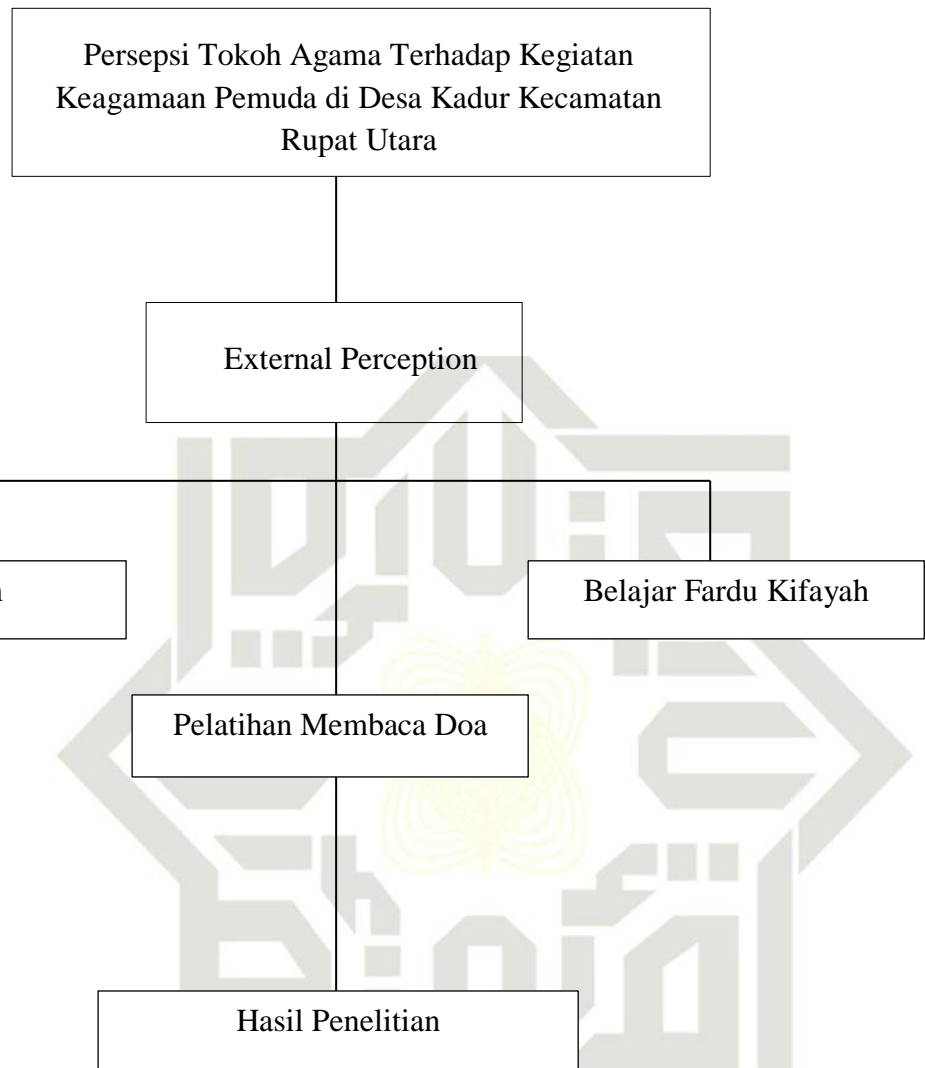 Persepsi Tokoh Agama Terhadap Kegiatan
Keagamaan Pemuda di Desa Kadur Kecamatan
Rupat Utara
External Perception
Belajar Fardu Kifayah
Pelatihan Membaca Doa
Hasil Penelitian